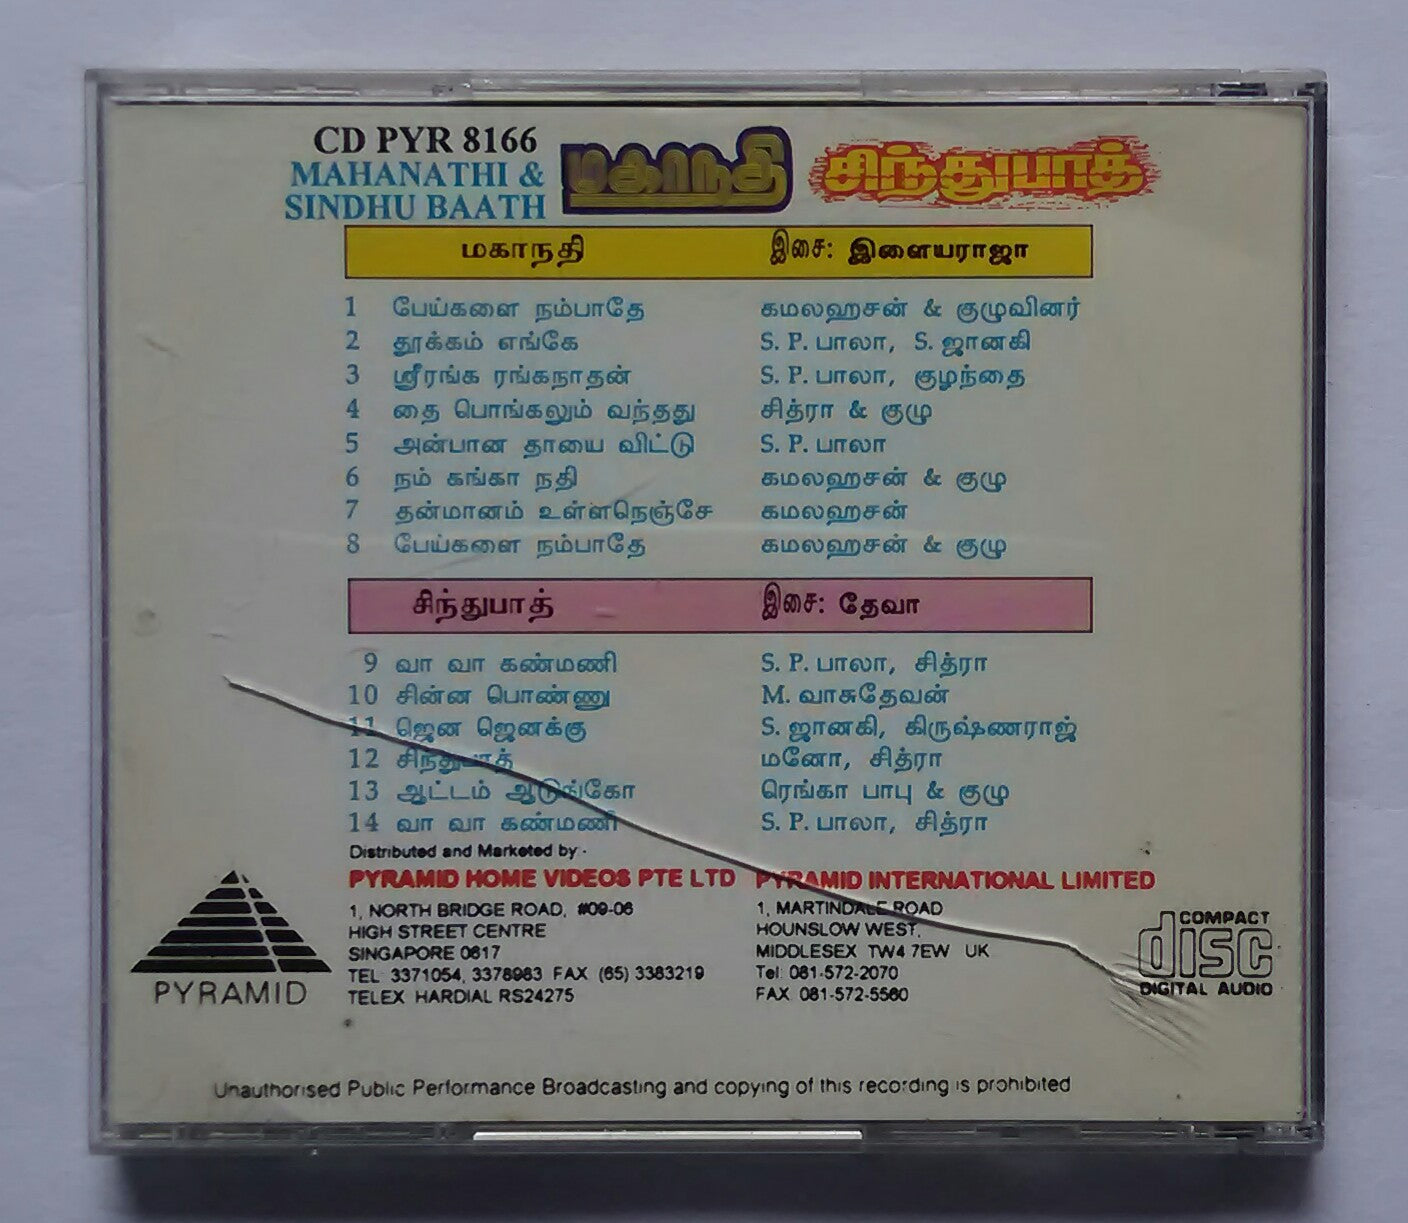 CD PYR 8166
MAHANATHI &
SINDHU BAATH
மகாநதி சிந்துபாத்
மகாநதி இசை: இளையராஜா
1 பேய்களை நம்பாதே கமலஹசன் & குழுவினர்
2 தூக்கம் எங்கே S. P. பாலா, S. ஜானகி
3 ஸ்ரீரங்க ரங்கநாதன் S. P. பாலா, குழந்தை
4 தை பொங்கலும் வந்தது சித்ரா & குழு
5 அன்பான தாயை விட்டு S. P. பாலா
6 நம் கங்கா நதி கமலஹசன் & குழு
7 தன்மானம் உள்ளநெஞ்சே கமலஹசன்
8 பேய்களை நம்பாதே கமலஹசன் & குழு
சிந்துபாத் இசை: தேவா
9 வா வா கண்மணி S. P. பாலா, சித்ரா
10 சின்ன பொண்ணு M. வாசுதேவன்
11 ஜென ஜெனக்கு S. ஜானகி, கிருஷ்ணராஜ்
12 சிந்துபாத் மனோ, சித்ரா
13 ஆட்டம் ஆடுங்கோ ரெங்கா பாபு & குழு
14 வா வா கண்மணி S. P. பாலா, சித்ரா
Distributed and Marketed by -
PYRAMID HOME VIDEOS PTE LTD PYRAMID INTERNATIONAL LIMITED
1, NORTH BRIDGE ROAD, #09-06 1, MARTINDALE ROAD
HIGH STREET CENTRE HOUNSLOW WEST,
SINGAPORE 0617 MIDDLESEX TW4 7EW UK
TEL 3371054, 3378983 FAX (65) 3383219 Tel: 081-572-2070
TELEX HARDIAL RS24275 FAX 081-572-5560
PYRAMID
COMPACT
disc
DIGITAL AUDIO
Unauthorised Public Performance Broadcasting and copying of this recording is prohibited